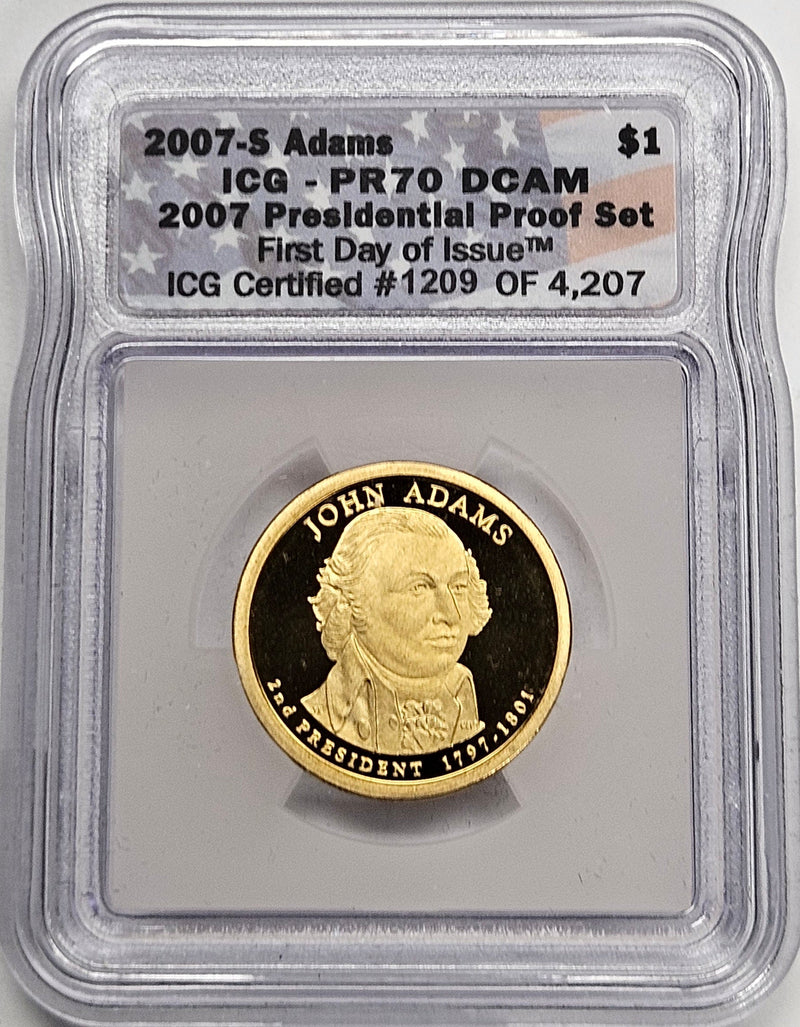 2007-S Adams $1
ICG - PR70 DCAM
2007 Presidential Proof Set
First Day of Issue™
ICG Certified #1209 OF 4,207
JOHN ADAMS
2nd PRESIDENT 1797-1801